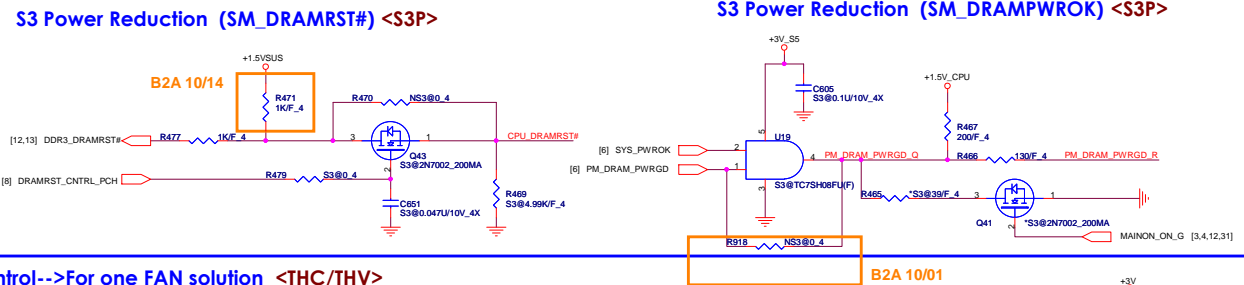 S3 Power Reduction (SM_DRAMRST#) <S3P>
S3 Power Reduction (SM_DRAMPWROK) <S3P>
+1.5VSUS
B2A 10/14
R471
1K/F_4
R470
NS3@0_4
[12,13] DDR3_DRAMRST#
R477
1K/F_4
3
1
CPU_DRAMRST#
Q43
S3@2N7002_200MA
2
[8] DRAMRST_CNTRL_PCH
R479
S3@0_4
C651
S3@0.047U/10V_4X
R469
S3@4.99K/F_4
+3V_S5
C605
S3@0.1U/10V_4X
+1.5V_CPU
R467
200/F_4
5
U19
[6] SYS_PWROK
2
[6] PM_DRAM_PWRGD
1
4
PM_DRAM_PWRGD_Q
R466
130/F_4
PM_DRAM_PWRGD_R
3
S3@TC7SH08FU(F)
R465
*S3@39/F_4
3
1
Q41
2
*S3@2N7002_200MA
MAINON_ON_G [3,4,12,31]
R918
NS3@0_4
B2A 10/01
ntrol-->For one FAN solution <THC/THV>
+3V